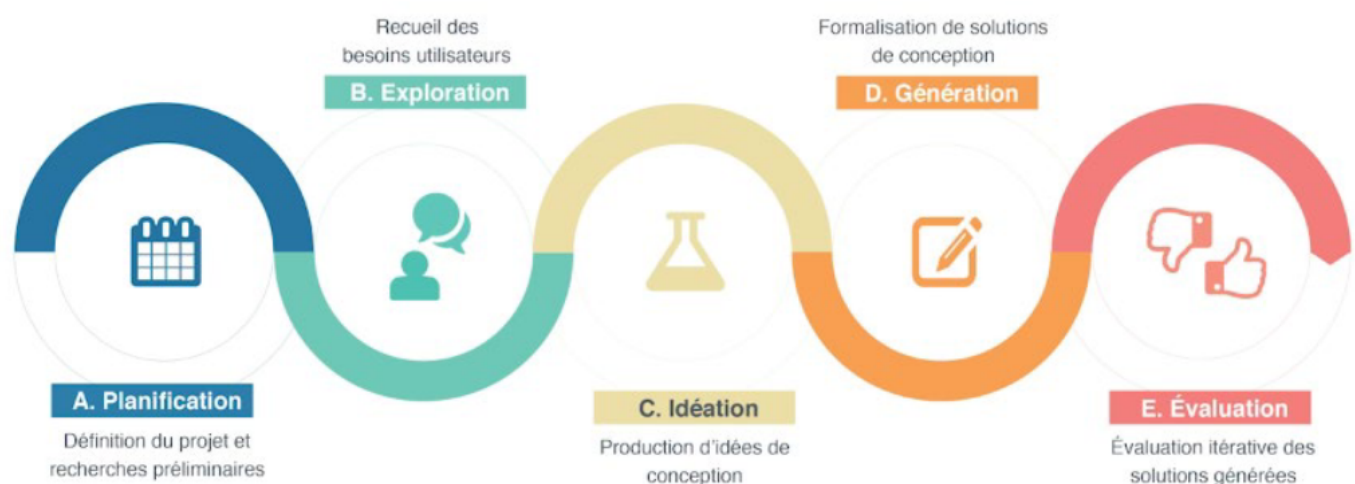 Recueil des
besoins utilisateurs
B. Exploration
Formalisation de solutions
de conception
D. Génération
A. Planification
Définition du projet et
recherches préliminaires
C. Idéation
Production d'idées de
conception
E. Évaluation
Évaluation itérative des
solutions générées